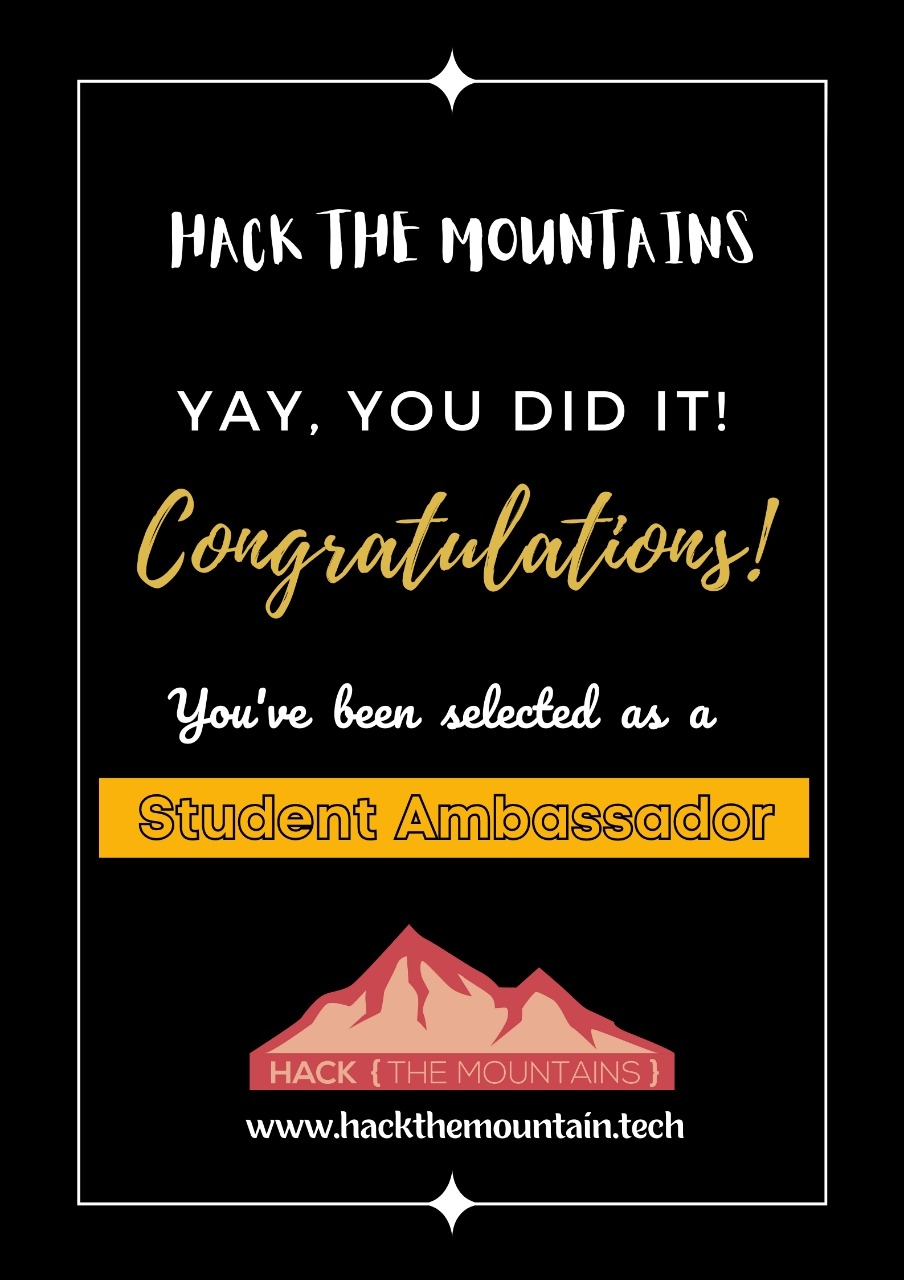 HACK THE MOUNTAINS
YAY, YOU DID IT!
Congratulations!
You've been selected as a
Student Ambassador
HACK {THE MOUNTAINS}
www.hackthemountain.tech